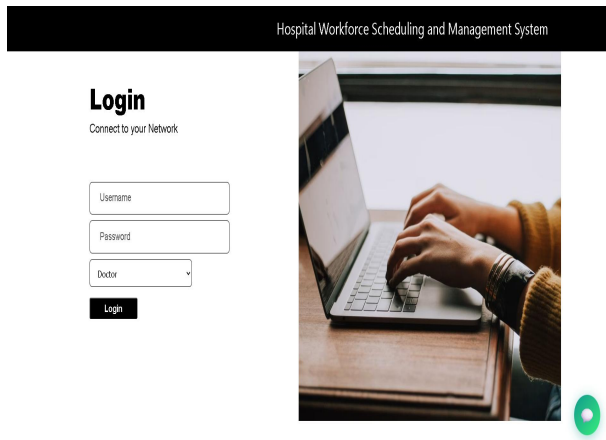 Hospital Workforce Scheduling and Management System
Login
Connect to your Network
Username
Password
Doctor
Login